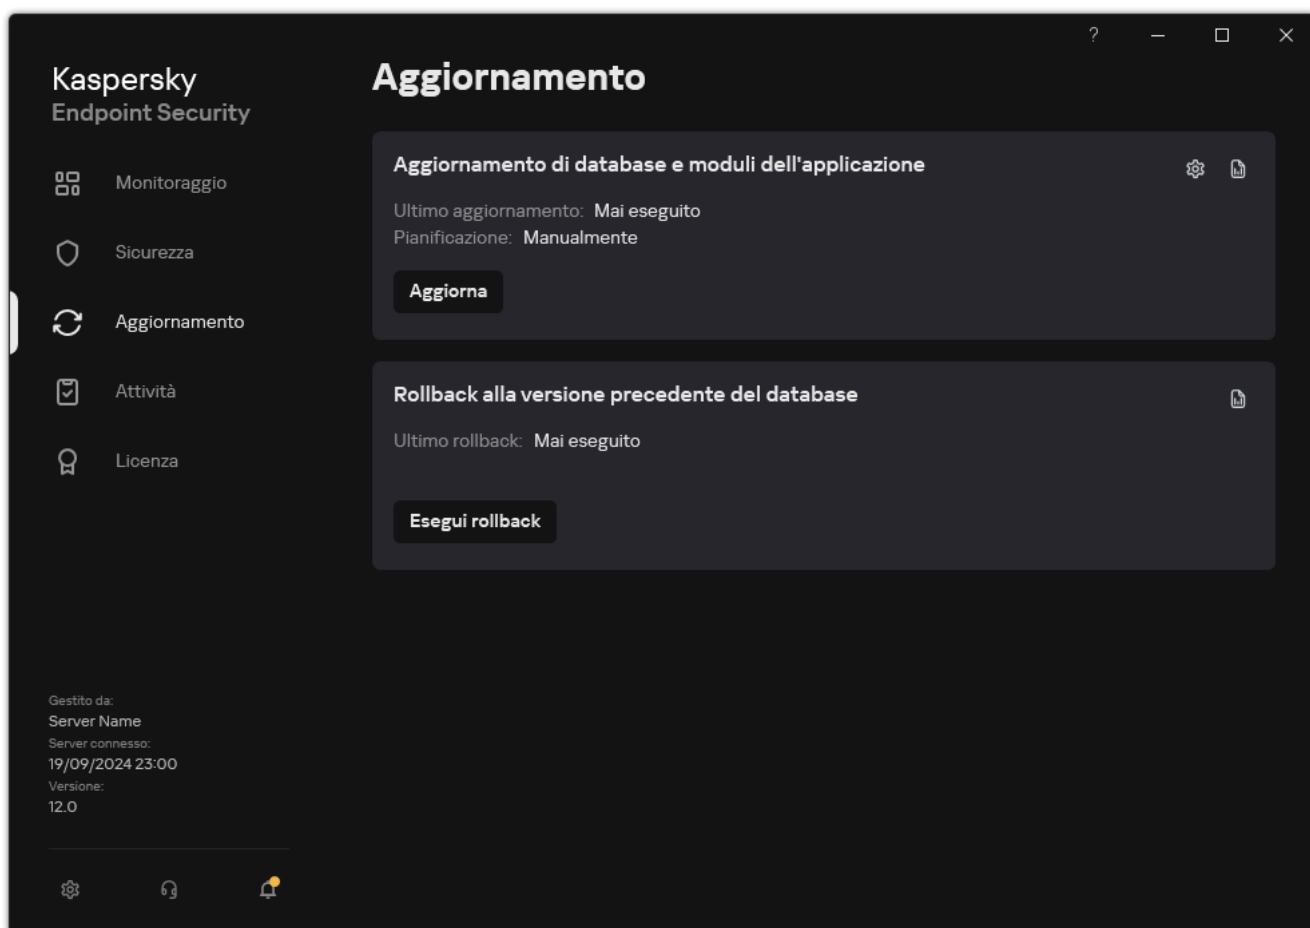 ?
Kaspersky
Endpoint Security
Monitoraggio
Sicurezza
Aggiornamento
Attività
Licenza
Gestito da:
Server Name
Server connesso:
19/09/2024 23:00
Versione:
12.0
Aggiornamento
Aggiornamento di database e moduli dell'applicazione
Ultimo aggiornamento: Mai eseguito
Pianificazione: Manualmente
Aggiorna
Rollback alla versione precedente del database
Ultimo rollback: Mai eseguito
Esegui rollback